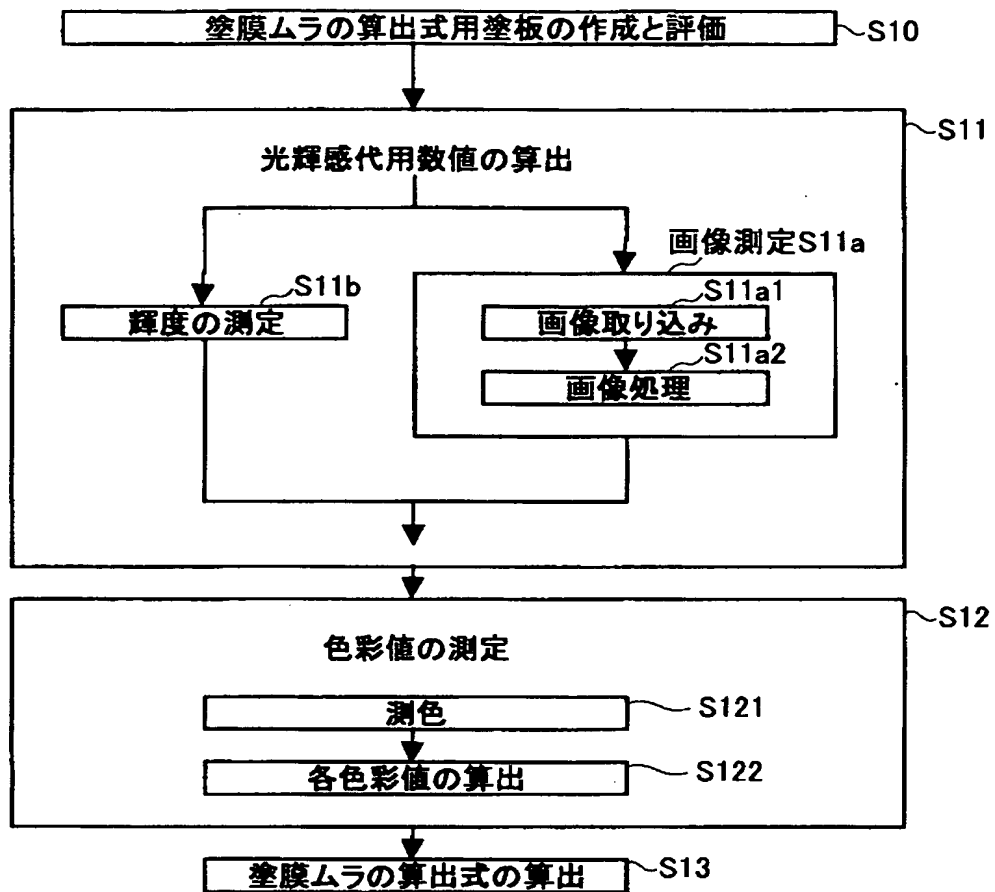 塗膜ムラの算出式用塗板の作成と評価
S10
S11
光輝感代用数値の算出
画像測定S11a
S11b
輝度の測定
S11a1
画像取り込み
S11a2
画像処理
S12
色彩値の測定
測色
S121
各色彩値の算出
S122
塗膜ムラの算出式の算出
S13